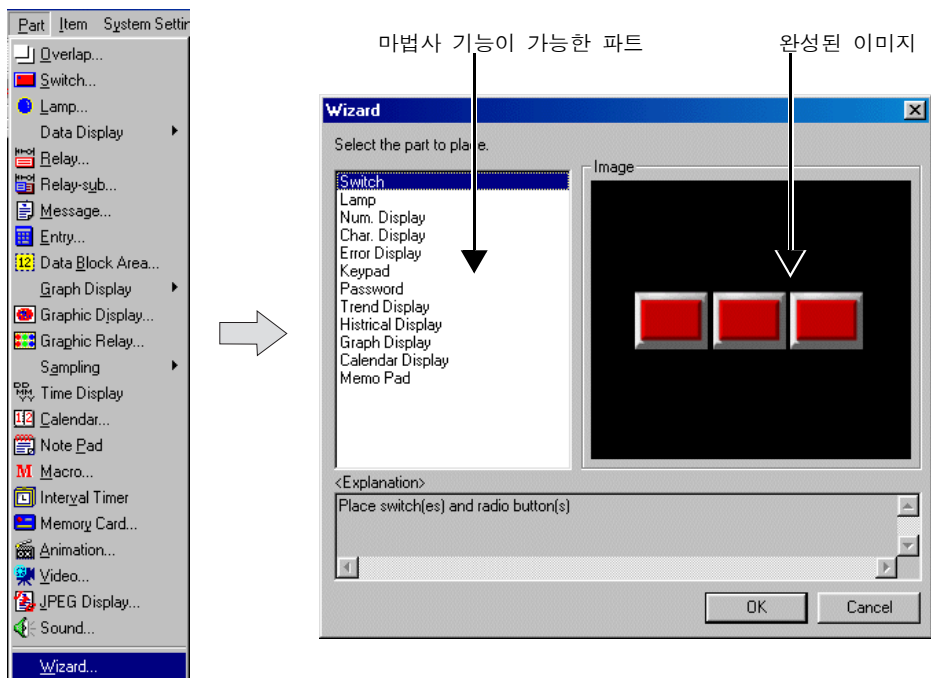 Part Item System Settin
Overlap...
Switch...
Lamp...
Data Display
Relay...
Relay-sub...
Message...
Entry...
12 Data Block Area...
Graph Display
Graphic Display...
Graphic Relay...
Sampling
Time Display
Calendar...
Note Pad
M Macro...
Interval Timer
Memory Card...
Animation...
Video...
JPEG Display...
Sound...
Wizard...
마법사 기능이 가능한 파트
완성된 이미지
Wizard
Select the part to place.
Switch
Lamp
Num. Display
Char. Display
Error Display
Keypad
Password
Trend Display
Histrical Display
Graph Display
Calendar Display
Memo Pad
Image
<Explanation>
Place switch(es) and radio button(s)
OK
Cancel